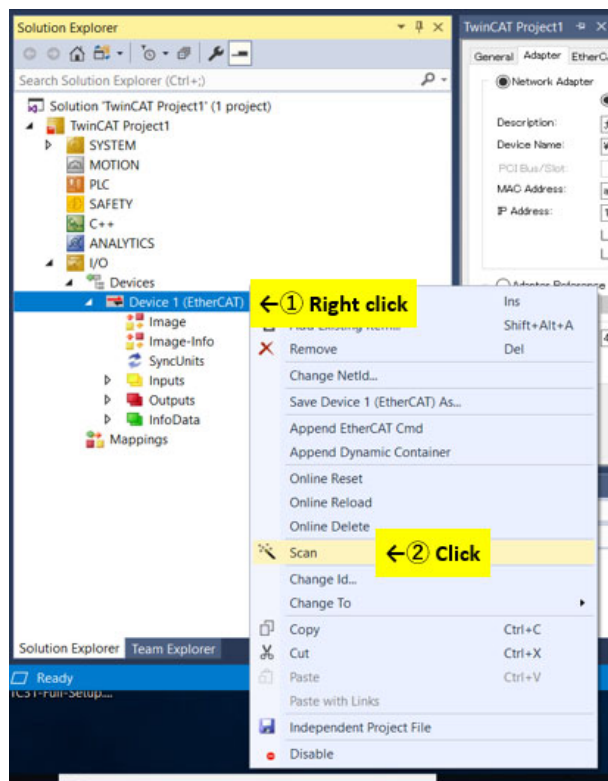 Solution Explorer
TwinCAT Project1
Search Solution Explorer (Ctrl+;)
Solution 'TwinCAT Project1' (1 project)
TwinCAT Project1
SYSTEM
MOTION
PLC
SAFETY
C++
ANALYTICS
I/O
Devices
Device 1 (EtherCAT)
Image
Image-Info
SyncUnits
Inputs
Outputs
InfoData
Mappings
Solution Explorer Team Explorer
Ready
General Adapter
Network Adapter
Description:
Device Name:
PCI Bus/Slot:
MAC Address:
IP Address:
Adapter Reference
←① Right click
Ins
Add Existing Item... Shift+Alt+A
Remove Del
Change NetId...
Save Device 1 (EtherCAT) As...
Append EtherCAT Cmd
Append Dynamic Container
Online Reset
Online Reload
Online Delete
Scan
←② Click
Change Id...
Change To
Copy Ctrl+C
Cut Ctrl+X
Paste Ctrl+V
Paste with Links
Independent Project File
Disable